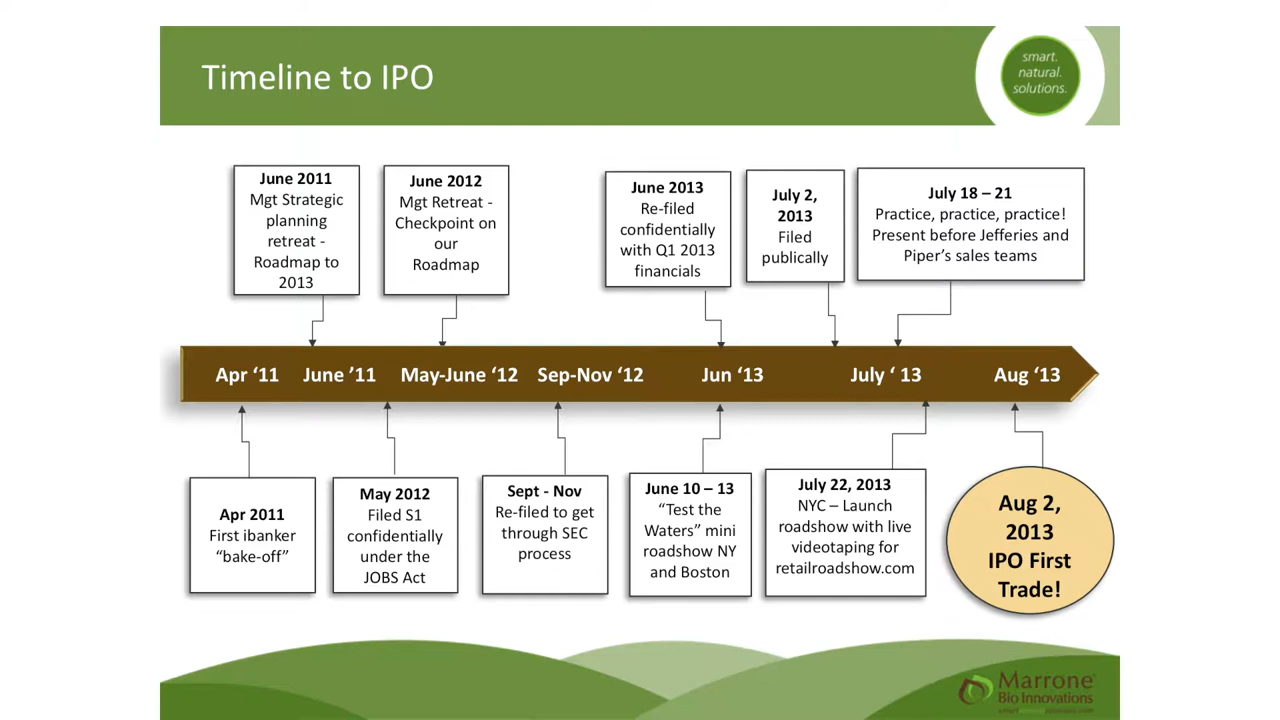 Timeline to IPO
smart.
natural.
solutions.
June 2011
Mgt Strategic
planning
retreat -
Roadmap to
2013
June 2012
Mgt Retreat -
Checkpoint on
our
Roadmap
June 2013
Re-filed
confidentially
with Q1 2013
financials
July 2,
2013
Filed
publically
July 18 – 21
Practice, practice, practice!
Present before Jefferies and
Piper’s sales teams
Apr ‘11 June ’11 May-June ‘12 Sep-Nov ‘12 Jun ‘13 July ‘ 13 Aug ‘13
Apr 2011
First ibanker
“bake-off”
May 2012
Filed S1
confidentially
under the
JOBS Act
Sept - Nov
Re-filed to get
through SEC
process
June 10 – 13
“Test the
Waters” mini
roadshow NY
and Boston
July 22, 2013
NYC – Launch
roadshow with live
videotaping for
retailroadshow.com
Aug 2,
2013
IPO First
Trade!
Marrone
Bio Innovations